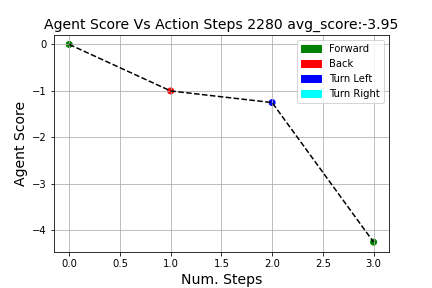 Agent Score Vs Action Steps 2280 avg_score:-3.95
Forward
Back
Turn Left
Turn Right
0
−1
−2
−3
−4
Agent Score
0.0 0.5 1.0 1.5 2.0 2.5 3.0
Num. Steps